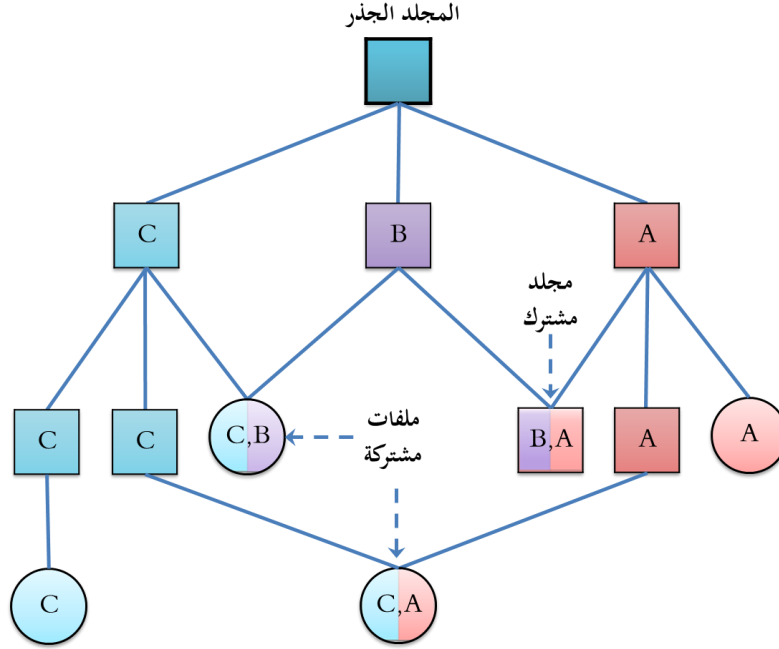 المجلد الجذر
C
B
A
مجلد
مشترك
C
C
C,B
ملفات
مشتركة
B,A
A
A
C
C,A